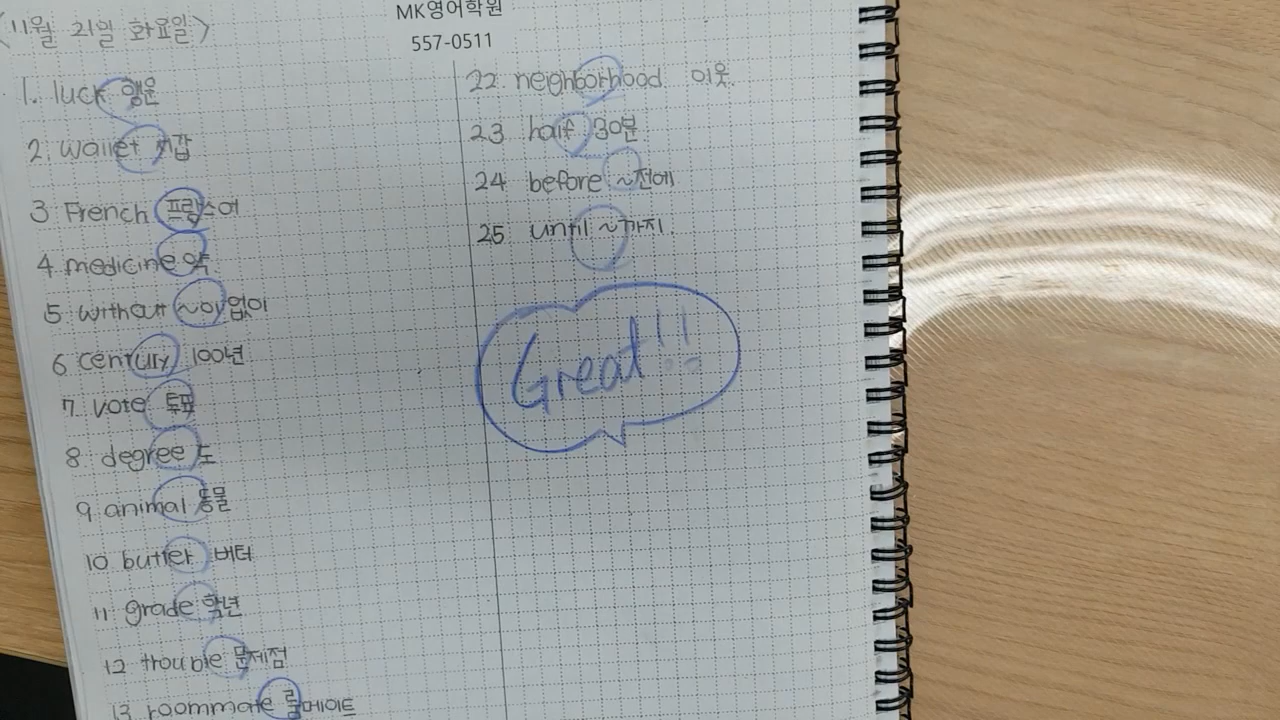 <11월 21일 화요일>
MK영어학원
557-0511
1. luck 행운
2. wallet 지갑
3 French 프랑스어
4 medicine 약
5 without ~이없이
6 century 100년
7. vote 투표
8 degree 도
9 animal 동물
10 butter 버터
11 grade 학년
12 trouble 문제점
13 roommate 룸메이트
22 neighborhood 이웃.
23 half 30분
24 before ~전에
25 until ~까지.
Great!!